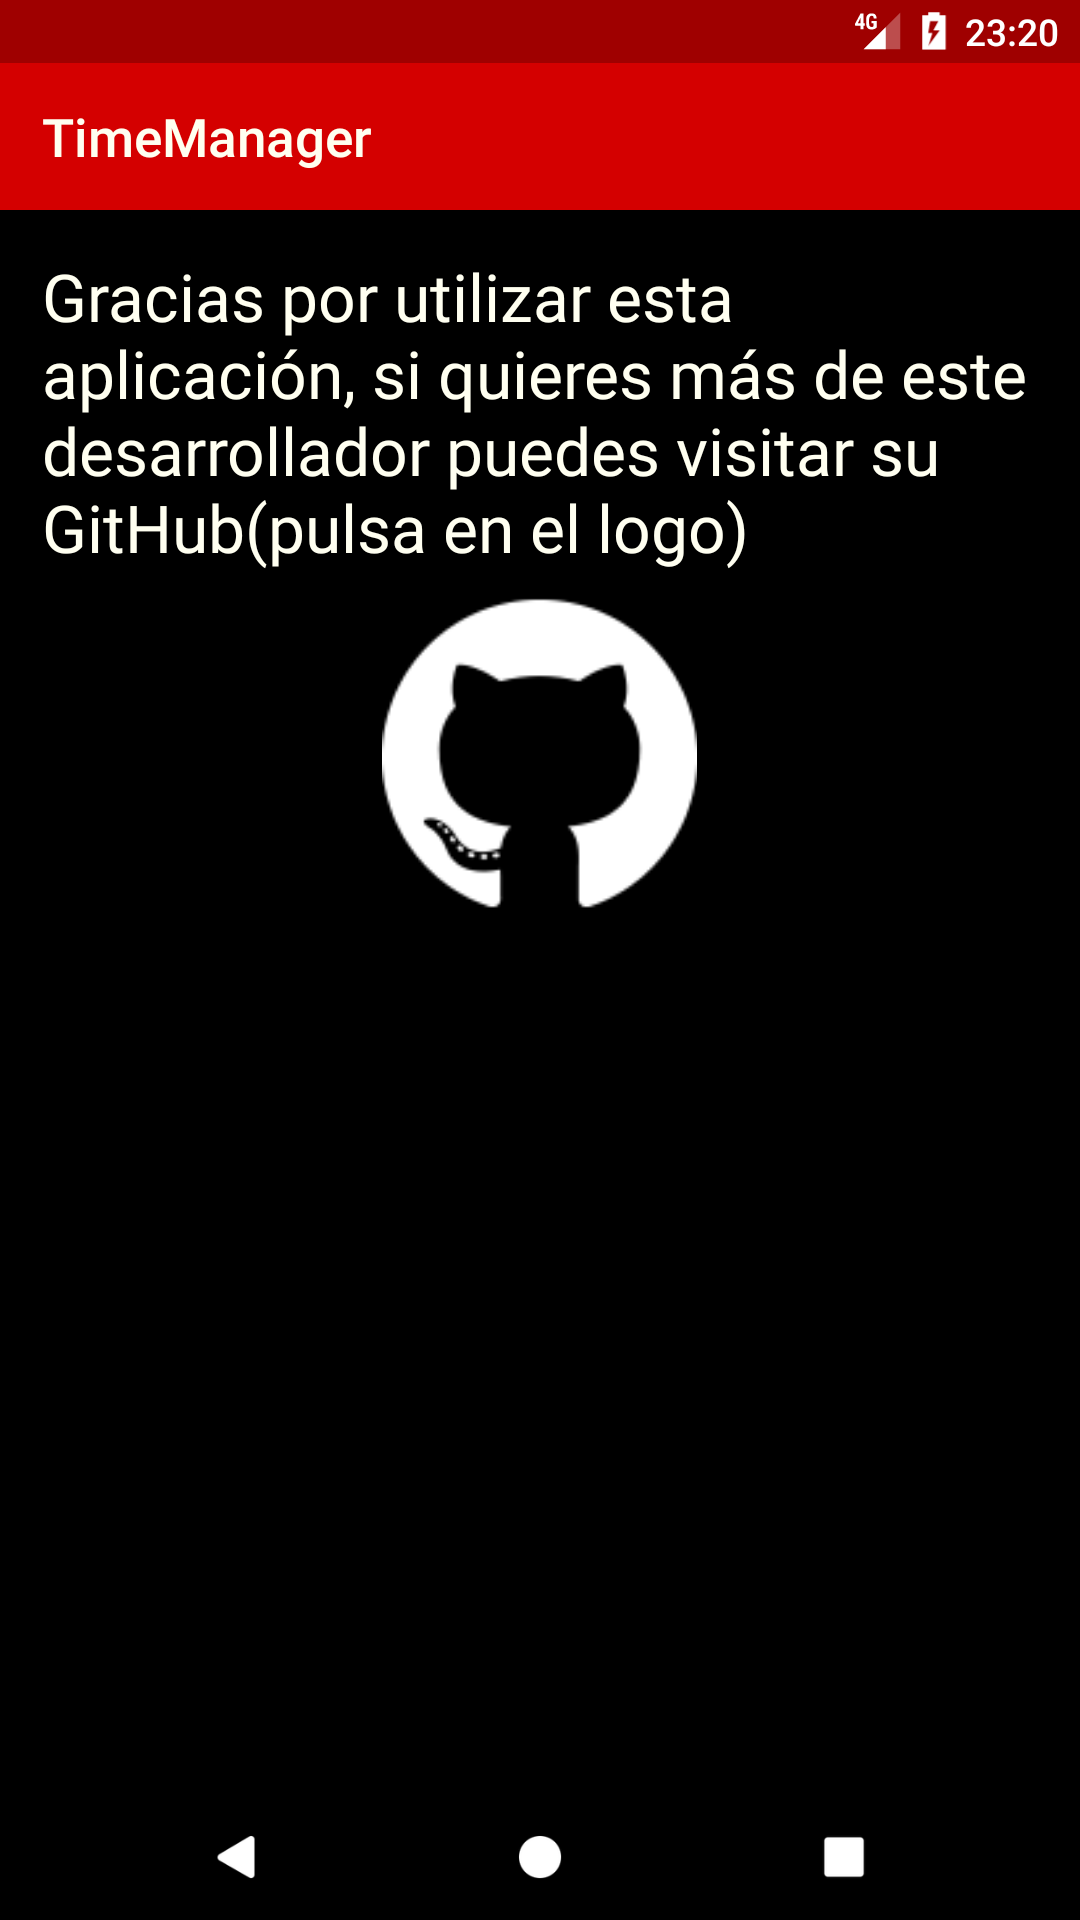 4G 23:20
TimeManager
Gracias por utilizar esta
aplicación, si quieres más de este
desarrollador puedes visitar su
GitHub(pulsa en el logo)